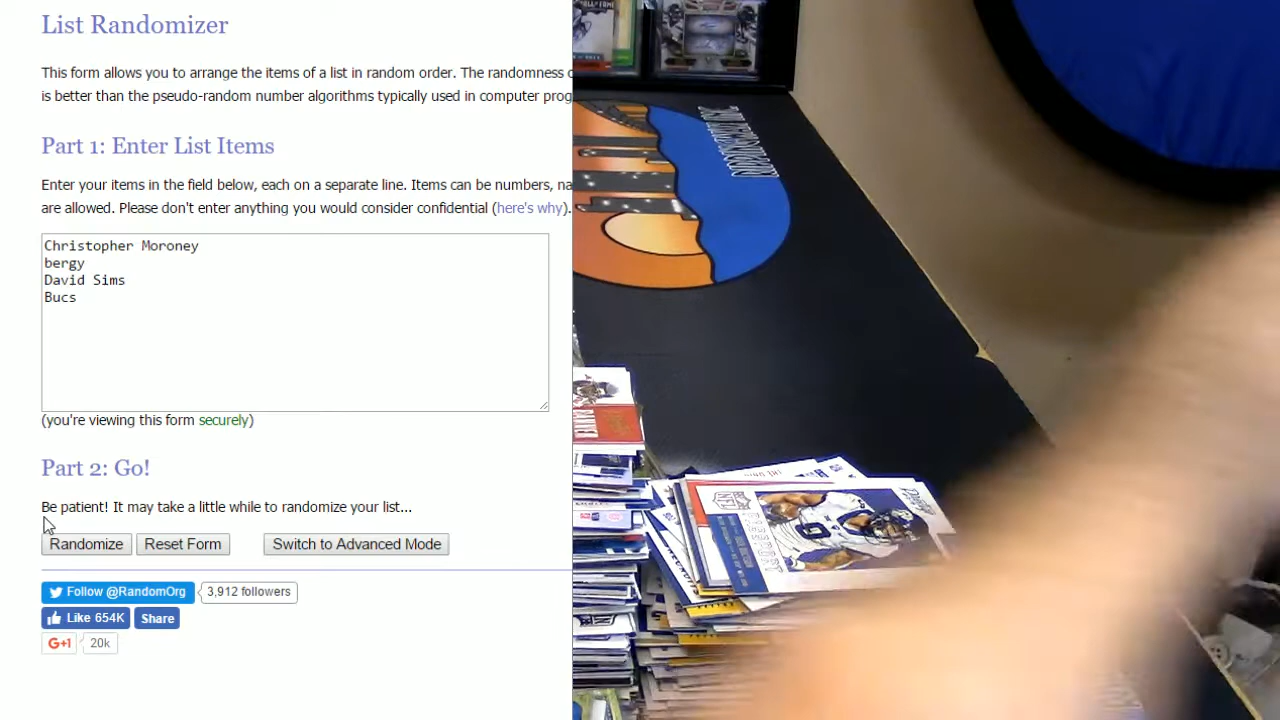 List Randomizer
This form allows you to arrange the items of a list in random order. The randomness
is better than the pseudo-random number algorithms typically used in computer
Part 1: Enter List Items
Enter your items in the field below, each on a separate line. Items can be numbers,
are allowed. Please don't enter anything you would consider confidential (here's why).
Christopher Moroney
bergy
David Sims
Bucs
(you're viewing this form securely)
Part 2: Go!
Be patient! It may take a little while to randomize your list...
Randomize Reset Form Switch to Advanced Mode
Follow @RandomOrg 3,912 followers
Like 654K Share
G+1 20k
NFL